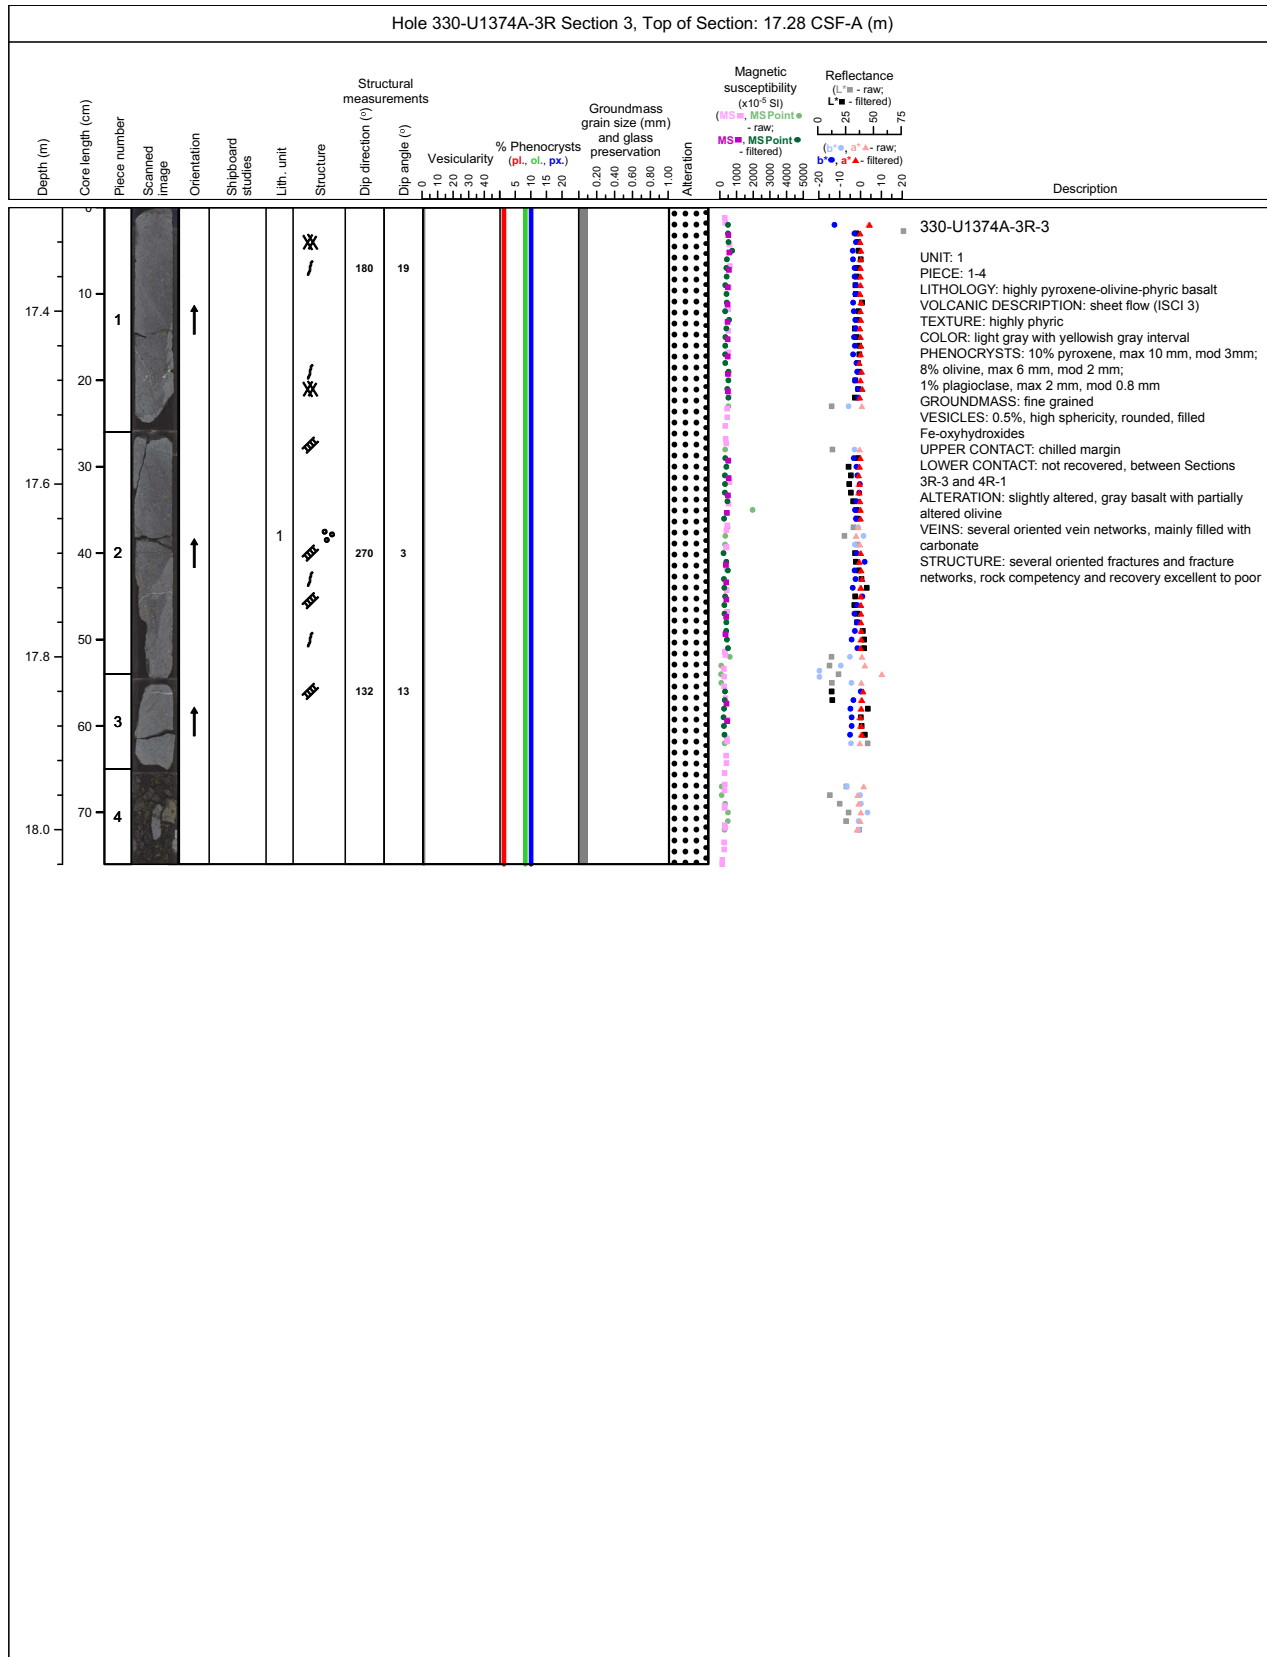 Hole 330-U1374A-3R Section 3, Top of Section: 17.28 CSF-A (m)
Depth (m)
Core length (cm)
Piece number
Scanned
image
Orientation
Shipboard
studies
Lith. unit
Structure
Structural
measurements
Dip direction (º)
Dip angle (º)
Vesicularity
0 10 20 30 40
% Phenocrysts
(pl., ol., px.)
5 10 15 20
Groundmass
grain size (mm)
and glass
preservation
0.20 0.40 0.60 0.80 1.00
Alteration
Magnetic
susceptibility
(x10-5 SI)
(MS■, MSPoint●
- raw;
MS■, MSPoint●
- filtered)
0 1000 2000 3000 4000 5000
Reflectance
(L*■ - raw;
L*■ - filtered)
0 25 50 75
(b*●, a*▲- raw;
b*●, a*▲- filtered)
-20 -10 0 10 20
Description
0
10
20
30
40
50
60
70
17.4
17.6
17.8
18.0
1
2
3
4
1
180 19
270 3
132 13
330-U1374A-3R-3
UNIT: 1
PIECE: 1-4
LITHOLOGY: highly pyroxene-olivine-phyric basalt
VOLCANIC DESCRIPTION: sheet flow (ISCI 3)
TEXTURE: highly phyric
COLOR: light gray with yellowish gray interval
PHENOCRYSTS: 10% pyroxene, max 10 mm, mod 3mm;
8% olivine, max 6 mm, mod 2 mm;
1% plagioclase, max 2 mm, mod 0.8 mm
GROUNDMASS: fine grained
VESICLES: 0.5%, high sphericity, rounded, filled
Fe-oxyhydroxides
UPPER CONTACT: chilled margin
LOWER CONTACT: not recovered, between Sections
3R-3 and 4R-1
ALTERATION: slightly altered, gray basalt with partially
altered olivine
VEINS: several oriented vein networks, mainly filled with
carbonate
STRUCTURE: several oriented fractures and fracture
networks, rock competency and recovery excellent to poor